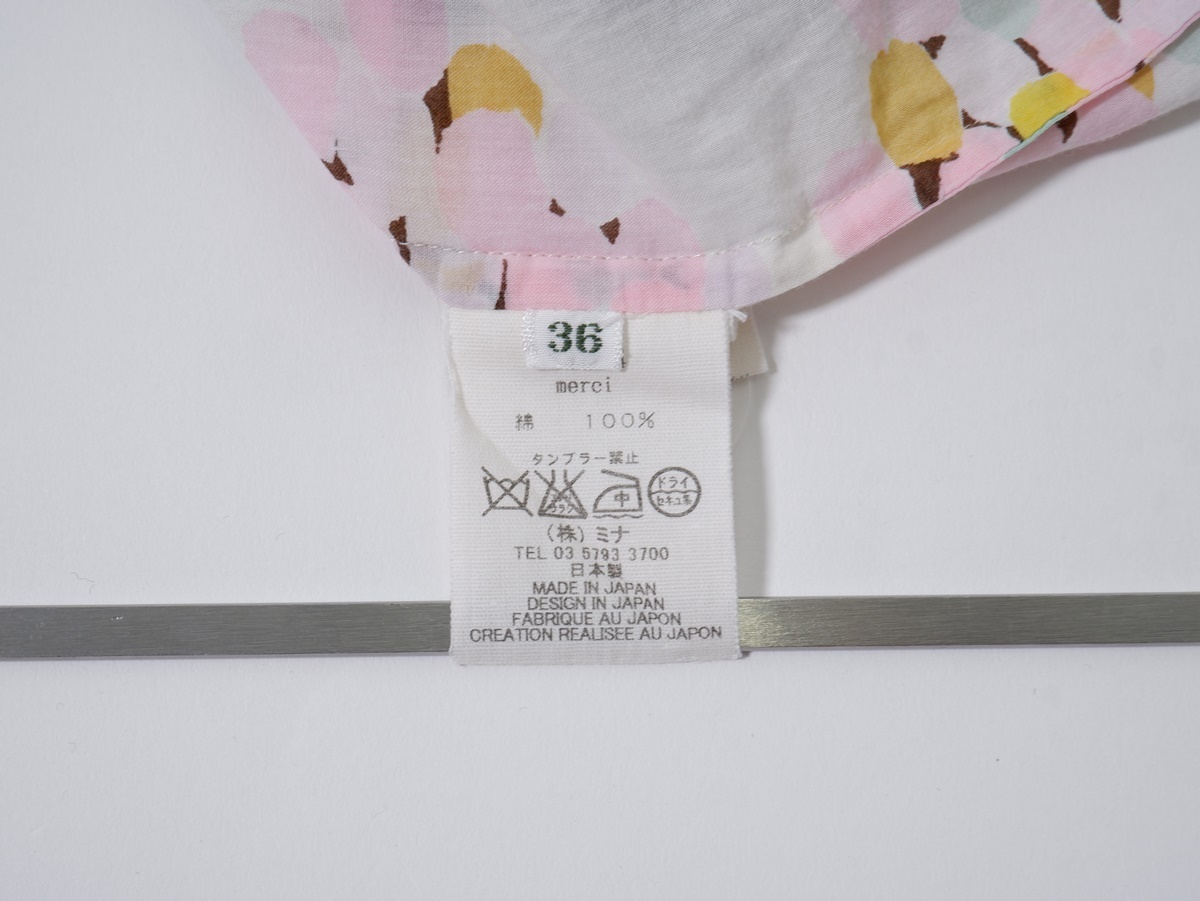 36
merci
綿 100%
タンブラー禁止
中 ドライ
セキユ系
(株)ミナ
TEL 03 5793 3700
日本製
MADE IN JAPAN
DESIGN IN JAPAN
FABRIQUE AU JAPON
CREATION REALISEE AU JAPON